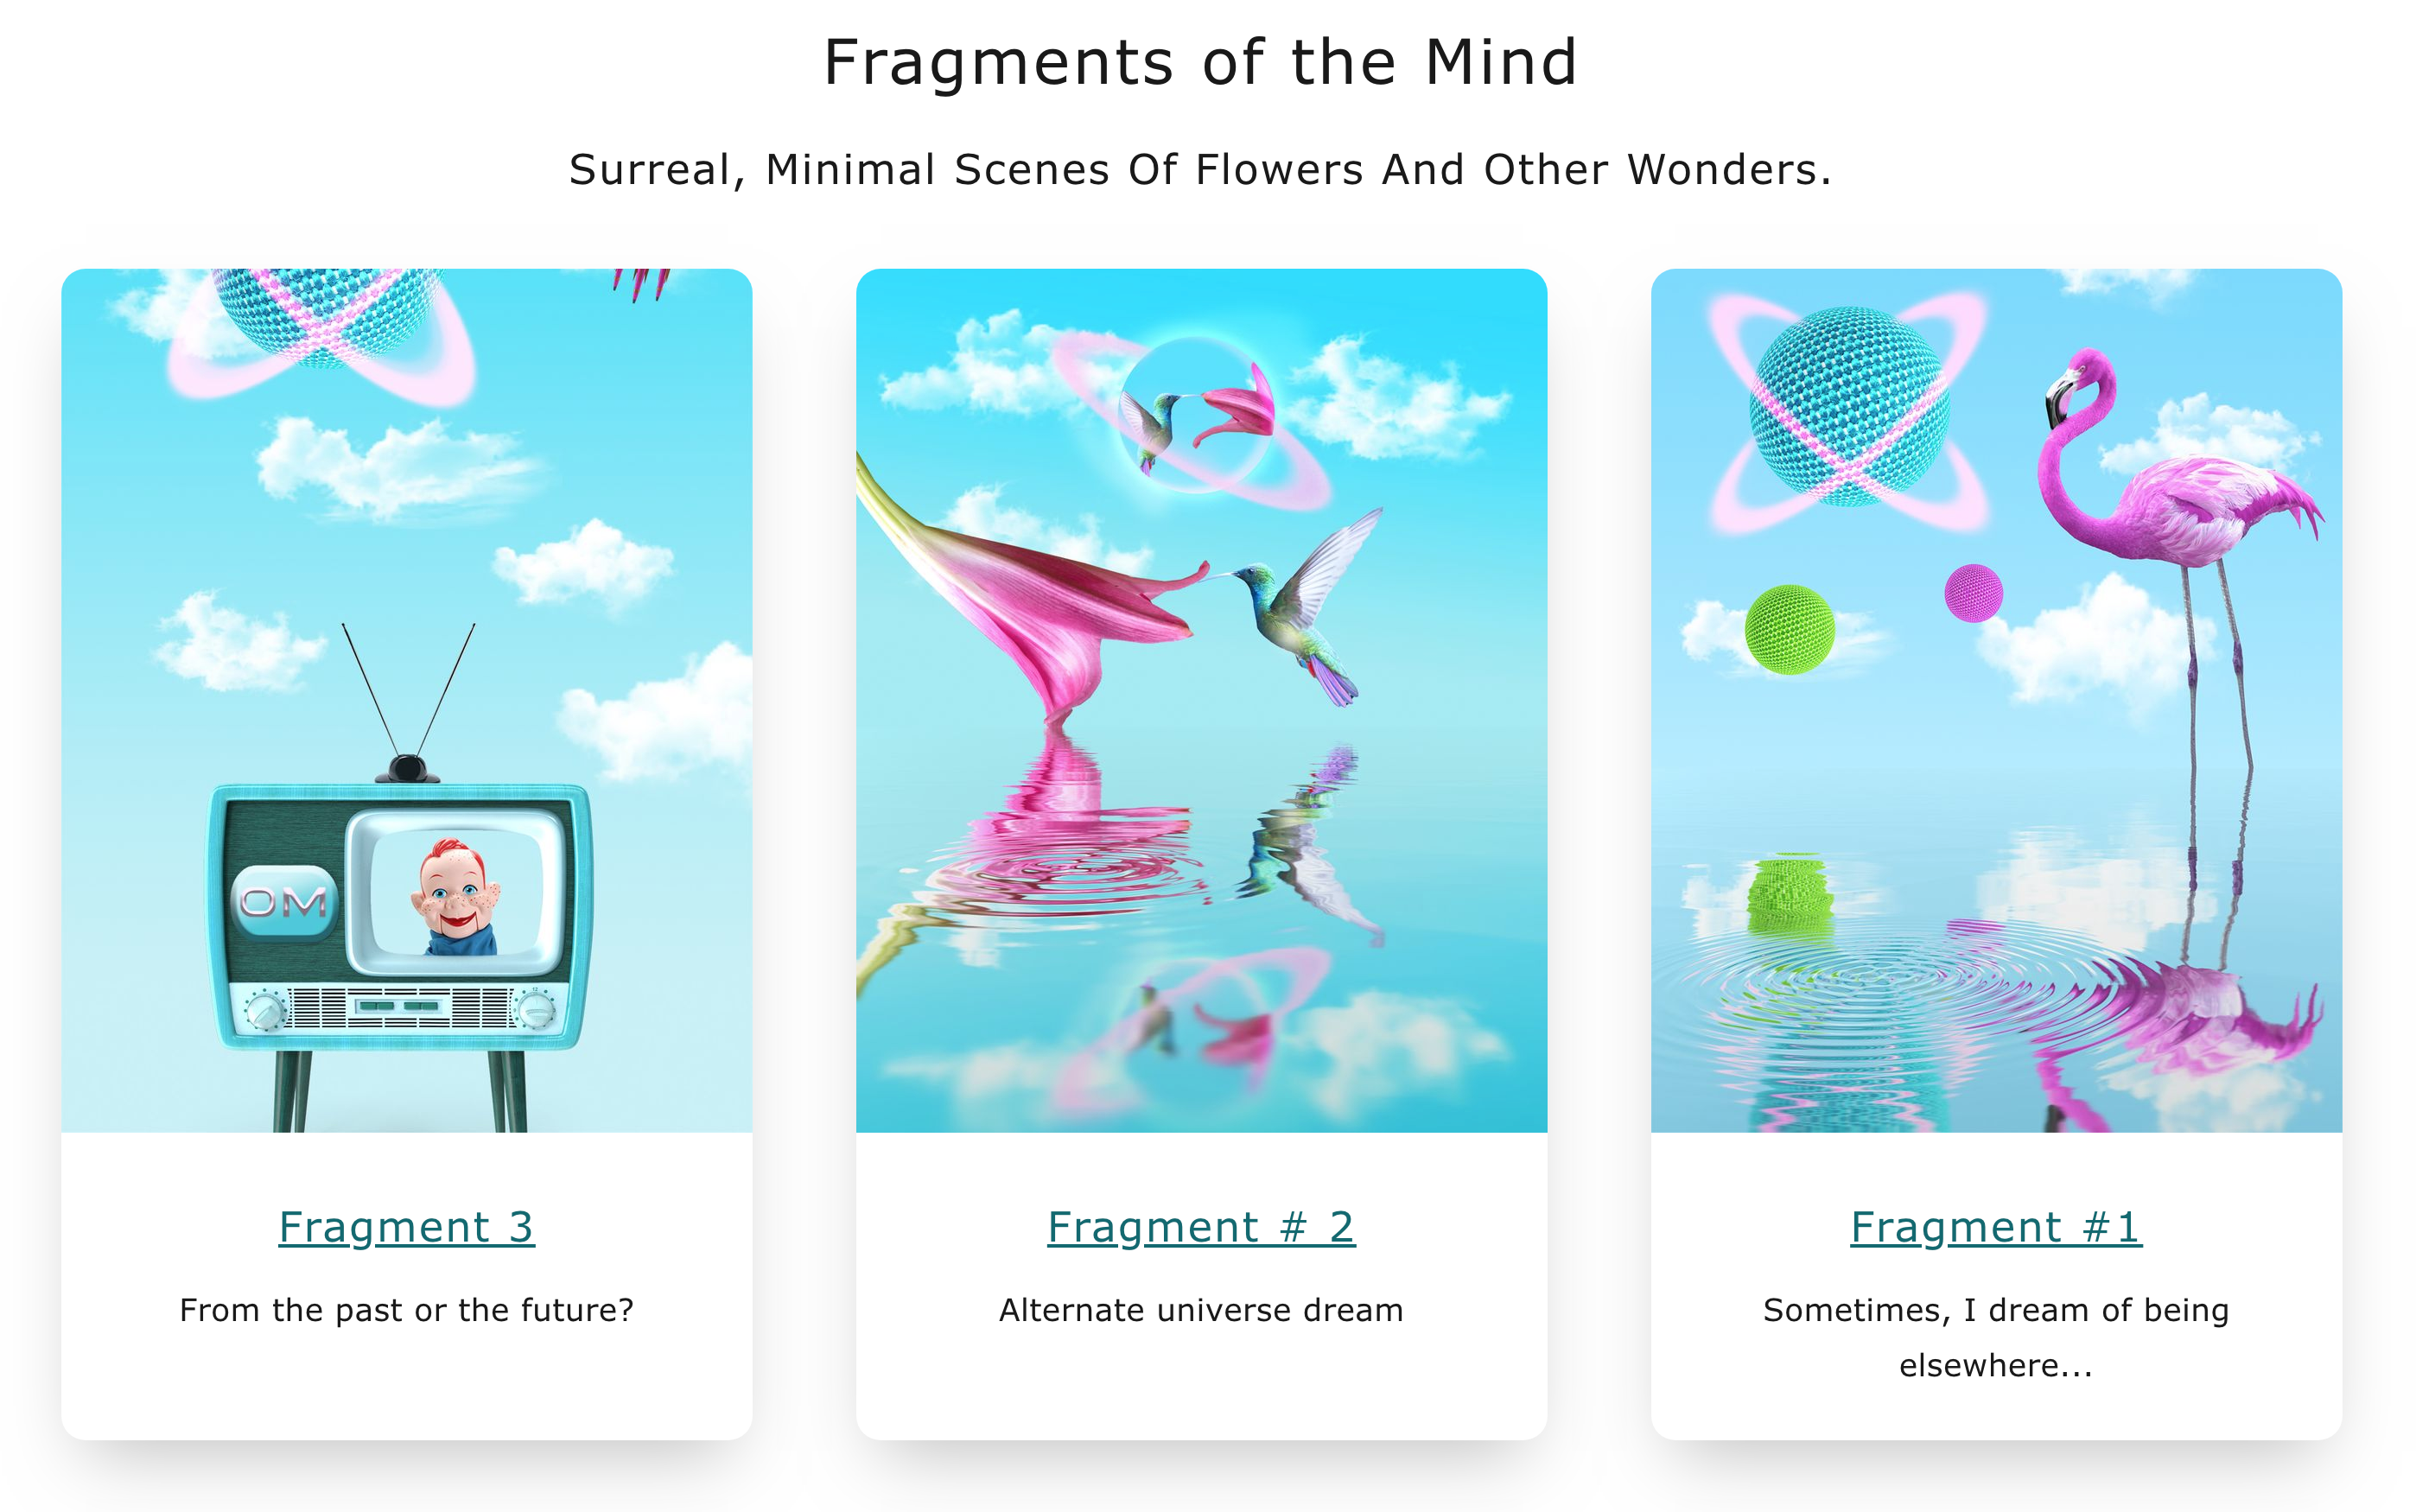 Fragments of the Mind
Surreal, Minimal Scenes Of Flowers And Other Wonders.
OM
Fragment 3
From the past or the future?
Fragment # 2
Alternate universe dream
Fragment #1
Sometimes, I dream of being
elsewhere...